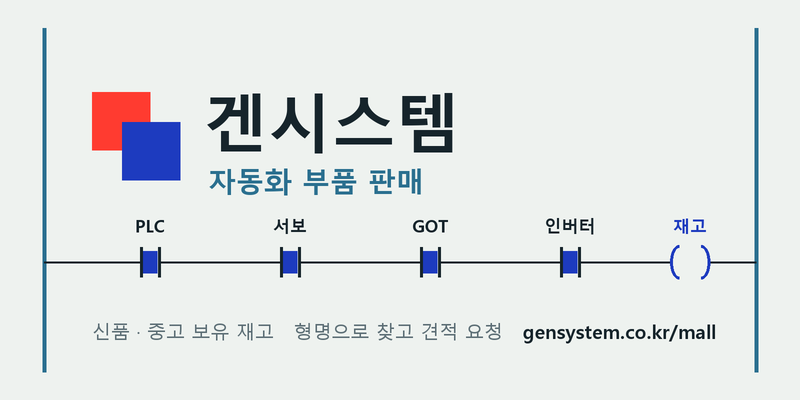 겐시스템
자동화 부품 판매
PLC 서보 GOT 인버터 재고
신품 · 중고 보유 재고 형명으로 찾고 견적 요청 gensystem.co.kr/mall